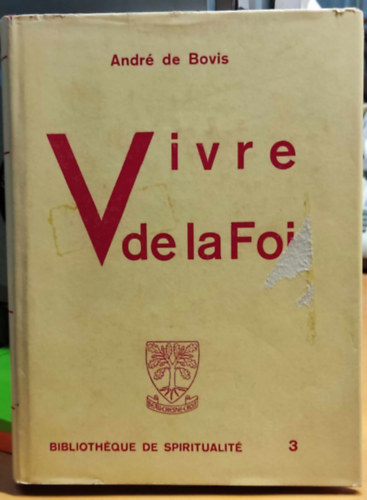 André de Bovis
Vivre
de la Foi
BIBLIOTHÈQUE DE SPIRITUALITÉ 3